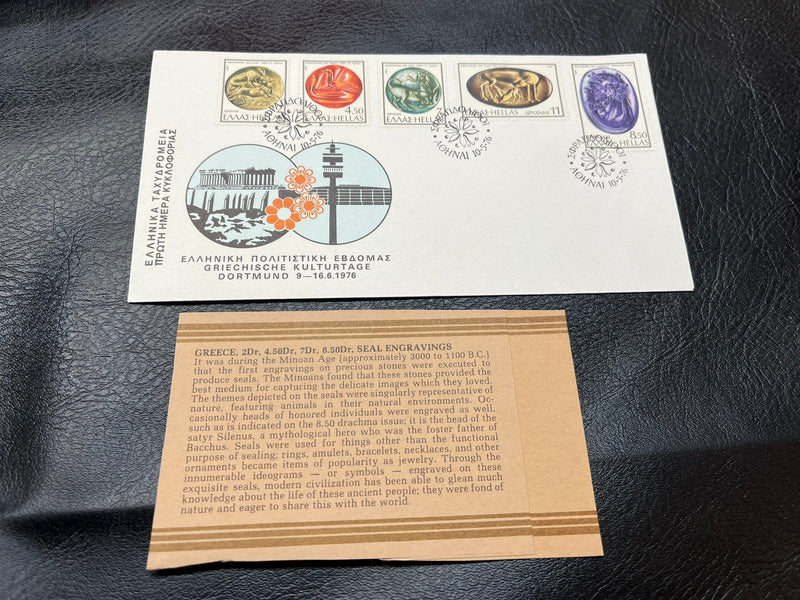 4.50
7
ΕΛΛΑΣ-HELLAS
ΕΛΛΑΣ-HELLAS
ΕΛΛΑΣ-HELLAS
ΕΛΛΑΣ-HELLAS ΔΡΑΧΜΑΙ 11
8.50
ΕΛΛΑΣ-HELLAS
ΣΦΡΑΓΙΔΟΛΙΘΟΙ
ΑΘΗΝΑΙ 10-5-76
ΣΦΡΑΓΙΔΟΛΙΘΟΙ
ΑΘΗΝΑΙ 10-5-76
ΣΦΡΑΓΙΔΟΛΙΘΟΙ
ΑΘΗΝΑΙ 10-5-76
ΕΛΛΗΝΙΚΑ ΤΑΧΥΔΡΟΜΕΙΑ
ΠΡΩΤΗ ΗΜΕΡΑ ΚΥΚΛΟΦΟΡΙΑΣ
ΕΛΛΗΝΙΚΗ ΠΟΛΙΤΙΣΤΙΚΗ ΕΒΔΟΜΑΣ
GRIECHISCHE KULTURTAGE
DORTMUND 9—16.6.1976
GREECE, 2Dr, 4.50Dr, 7Dr, 8.50Dr, SEAL ENGRAVINGS
It was during the Minoan Age (approximately 3000 to 1100 B.C.)
that the first engravings on precious stones were executed to
produce seals. The Minoans found that these stones provided the
best medium for capturing the delicate images which they loved.
The themes depicted on the seals were singularly representative of
nature, featuring animals in their natural environments. Oc-
casionally heads of honored individuals were engraved as well,
such as is indicated on the 8.50 drachma issue; it is the head of the
satyr Silenus, a mythological hero who was the foster father of
Bacchus. Seals were used for things other than the functional
purpose of sealing; rings, amulets, bracelets, necklaces, and other
ornaments became items of popularity as jewelry. Through the
innumerable ideograms — or symbols — engraved on these
exquisite seals, modern civilization has been able to glean much
knowledge about the life of these ancient people; they were fond of
nature and eager to share this with the world.